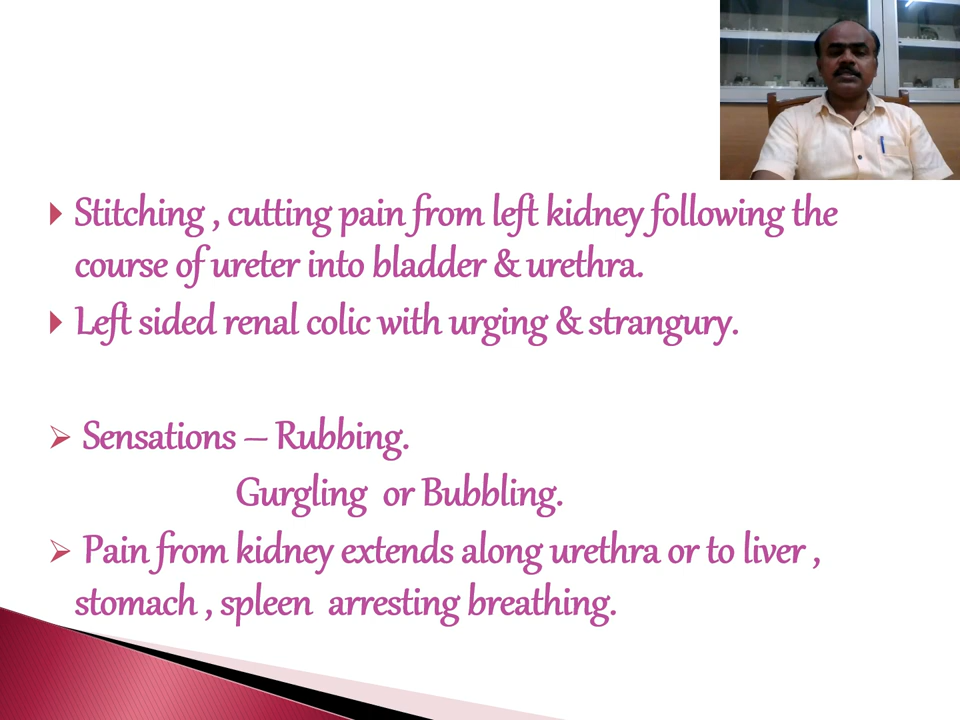 Stitching , cutting pain from left kidney following the
course of ureter into bladder & urethra.
Left sided renal colic with urging & strangury.
Sensations – Rubbing.
Gurgling or Bubbling.
Pain from kidney extends along urethra or to liver ,
stomach , spleen arresting breathing.